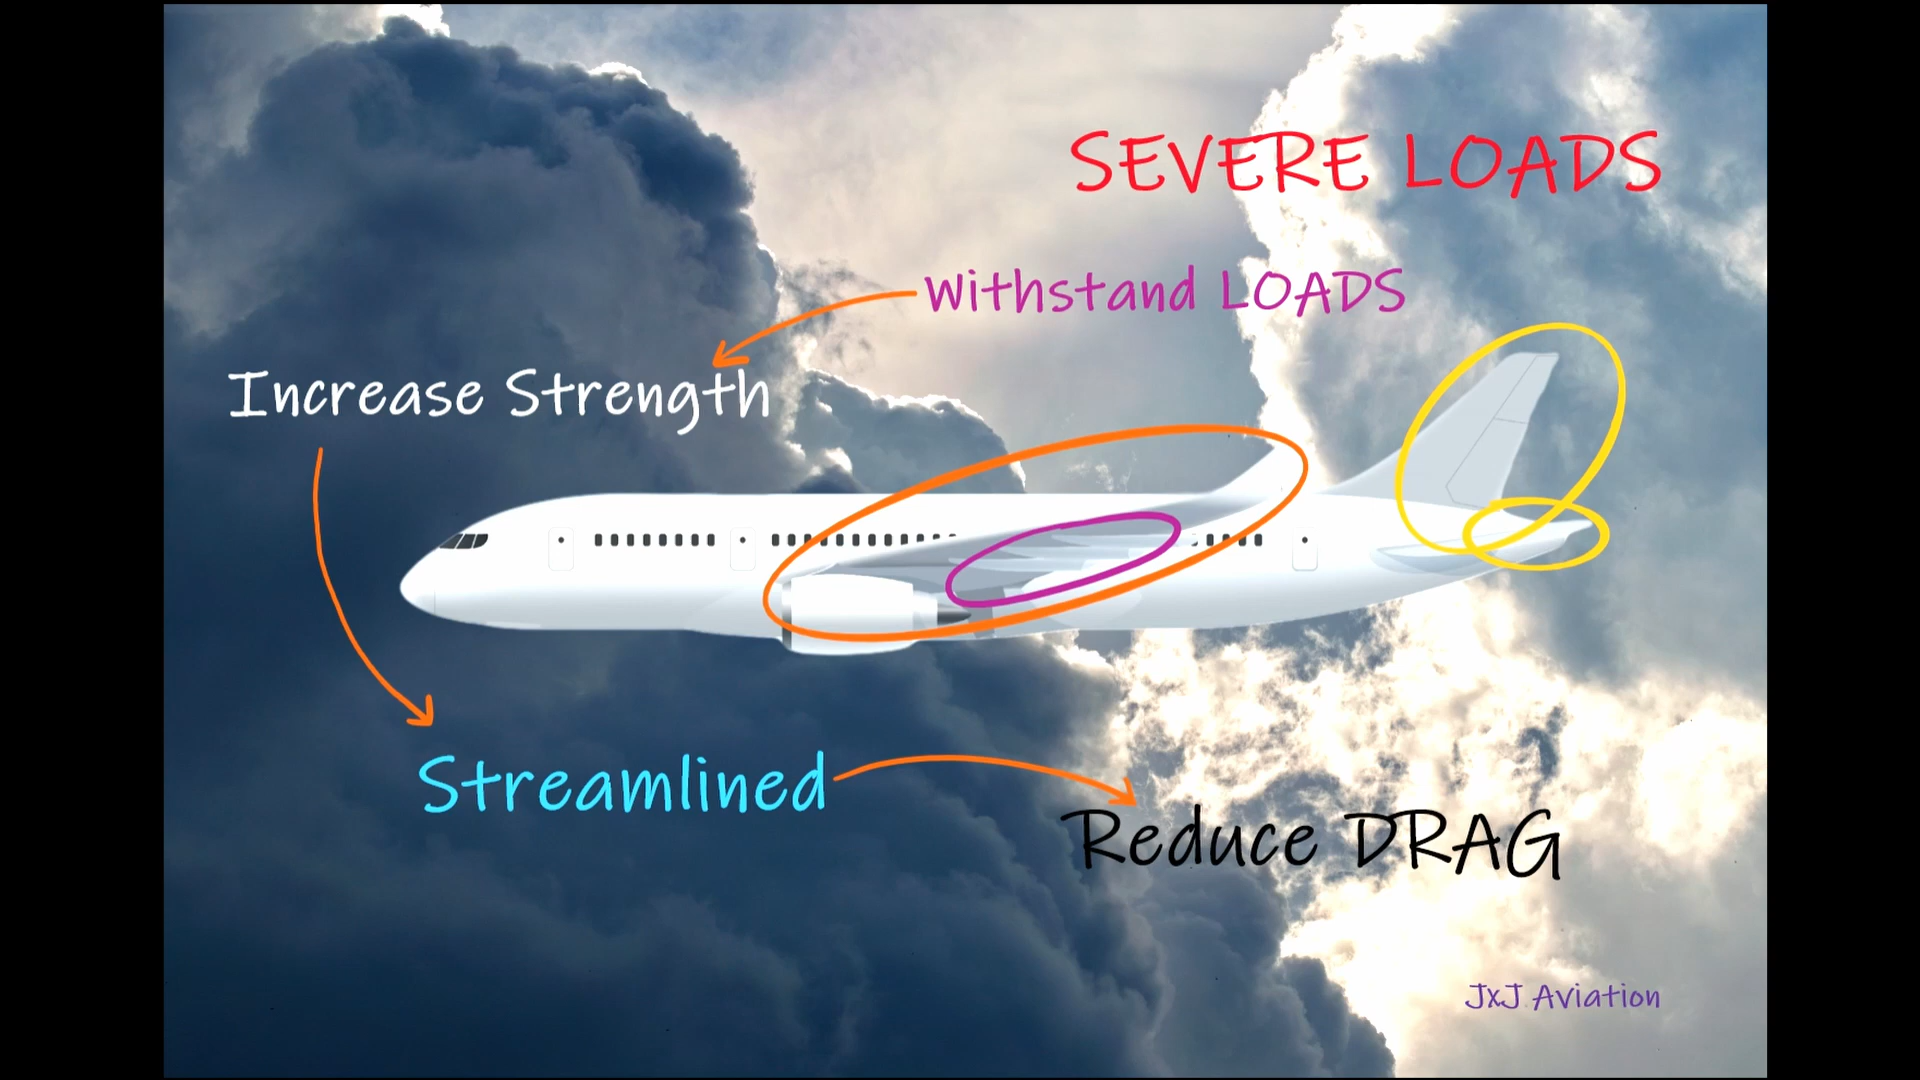 SEVERE LOADS
Withstand LOADS
Increase Strength
Streamlined
Reduce DRAG
JxJ Aviation